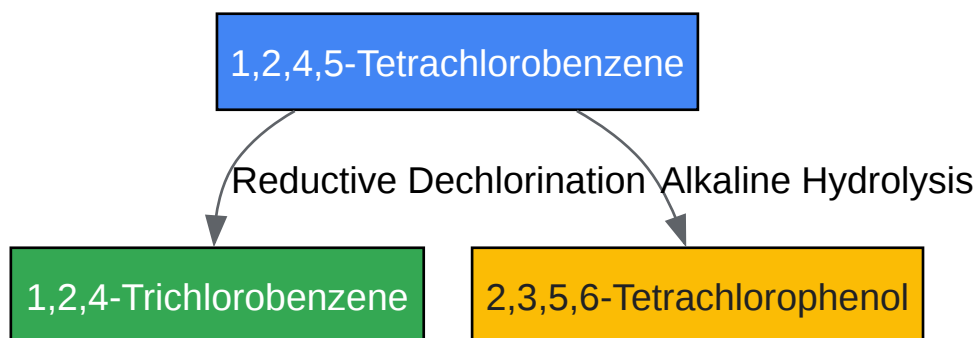 1,2,4,5-Tetrachlorobenzene
Reductive Dechlorination
Alkaline Hydrolysis
1,2,4-Trichlorobenzene
2,3,5,6-Tetrachlorophenol